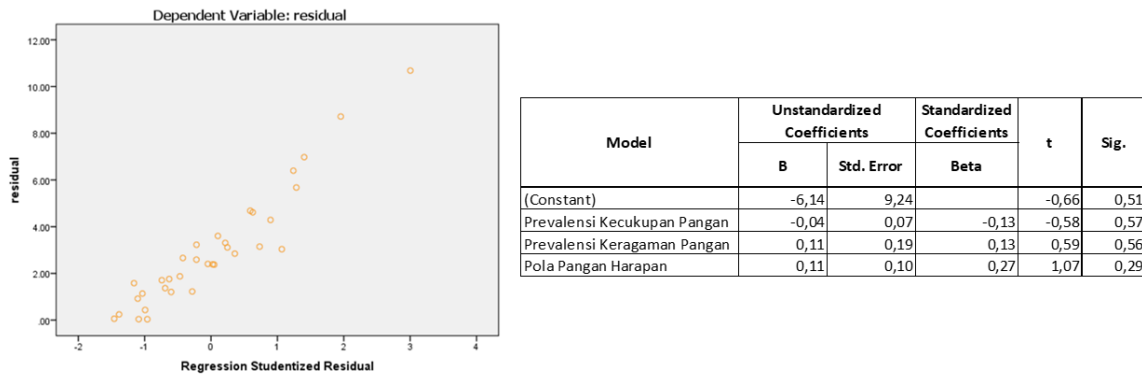 Dependent Variable: residual
12.00
10.00
8.00
6.00
4.00
2.00
.00
residual
-2 -1 0 1 2 3 4
Regression Studentized Residual
Model Unstandardized Coefficients Standardized Coefficients t Sig.
B Std. Error Beta
(Constant) -6,14 9,24 -0,66 0,51
Prevalensi Kecukupan Pangan -0,04 0,07 -0,13 -0,58 0,57
Prevalensi Keragaman Pangan 0,11 0,19 0,13 0,59 0,56
Pola Pangan Harapan 0,11 0,10 0,27 1,07 0,29